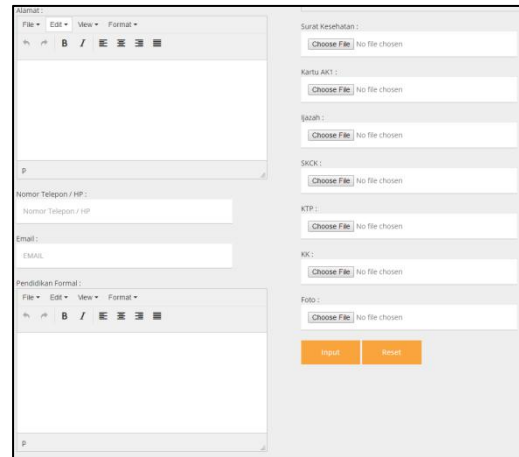 Alamat :
File Edit View Format
B I
P
Nomor Telepon / HP :
Nomor Telepon / HP
Email :
EMAIL
Pendidikan Formal :
File Edit View Format
B I
P
Surat Kesehatan :
Choose File No file chosen
Kartu AK1 :
Choose File No file chosen
Ijazah :
Choose File No file chosen
SKCK :
Choose File No file chosen
KTP :
Choose File No file chosen
KK :
Choose File No file chosen
Foto :
Choose File No file chosen
Input Reset